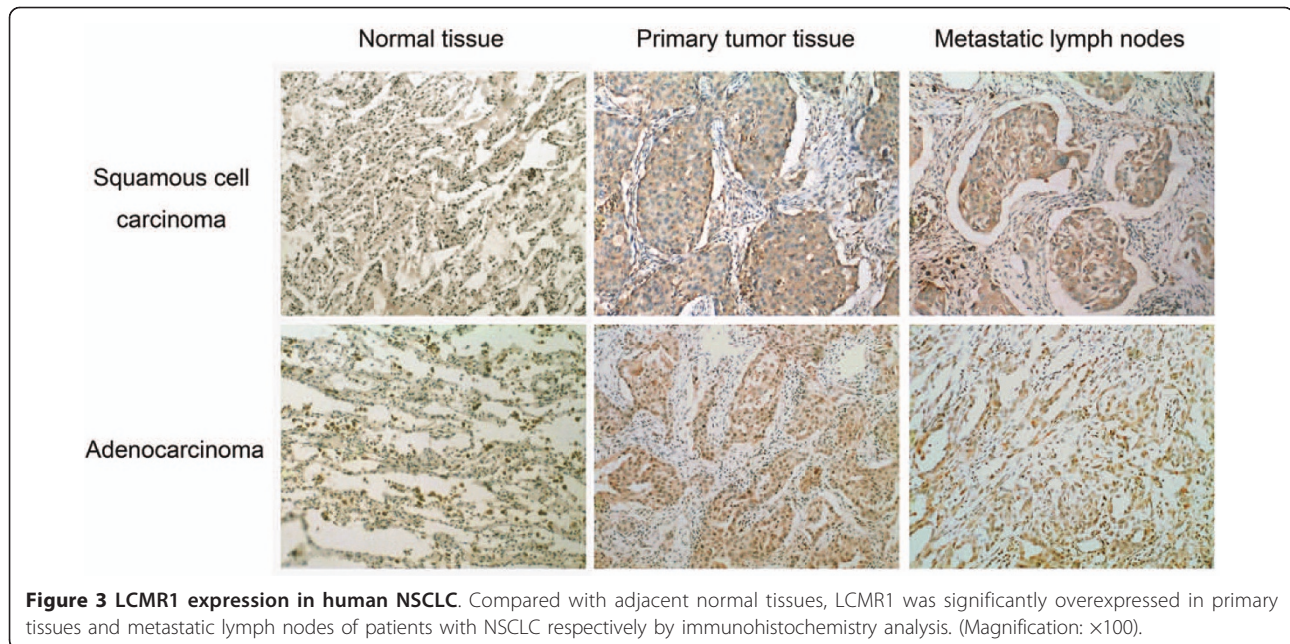 Normal tissue
Primary tumor tissue
Metastatic lymph nodes
Squamous cell
carcinoma
Adenocarcinoma
Figure 3 LCMR1 expression in human NSCLC. Compared with adjacent normal tissues, LCMR1 was significantly overexpressed in primary
tissues and metastatic lymph nodes of patients with NSCLC respectively by immunohistochemistry analysis. (Magnification: ×100).